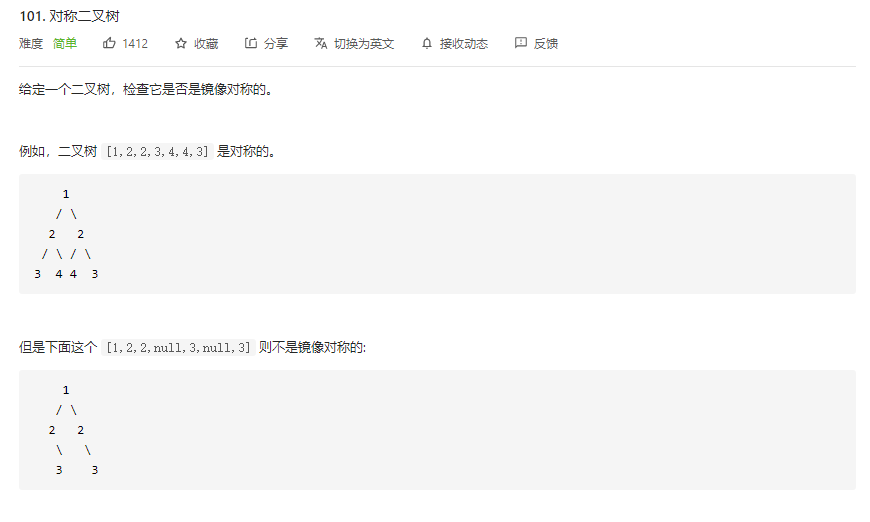 101. 对称二叉树
难度 简单 1412 收藏 分享 切换为英文 接收动态 反馈
给定一个二叉树，检查它是否是镜像对称的。
例如，二叉树 [1,2,2,3,4,4,3] 是对称的。
1
/ \
2 2
/ \ / \
3 4 4 3
但是下面这个 [1,2,2,null,3,null,3] 则不是镜像对称的:
1
/ \
2 2
\ \
3 3